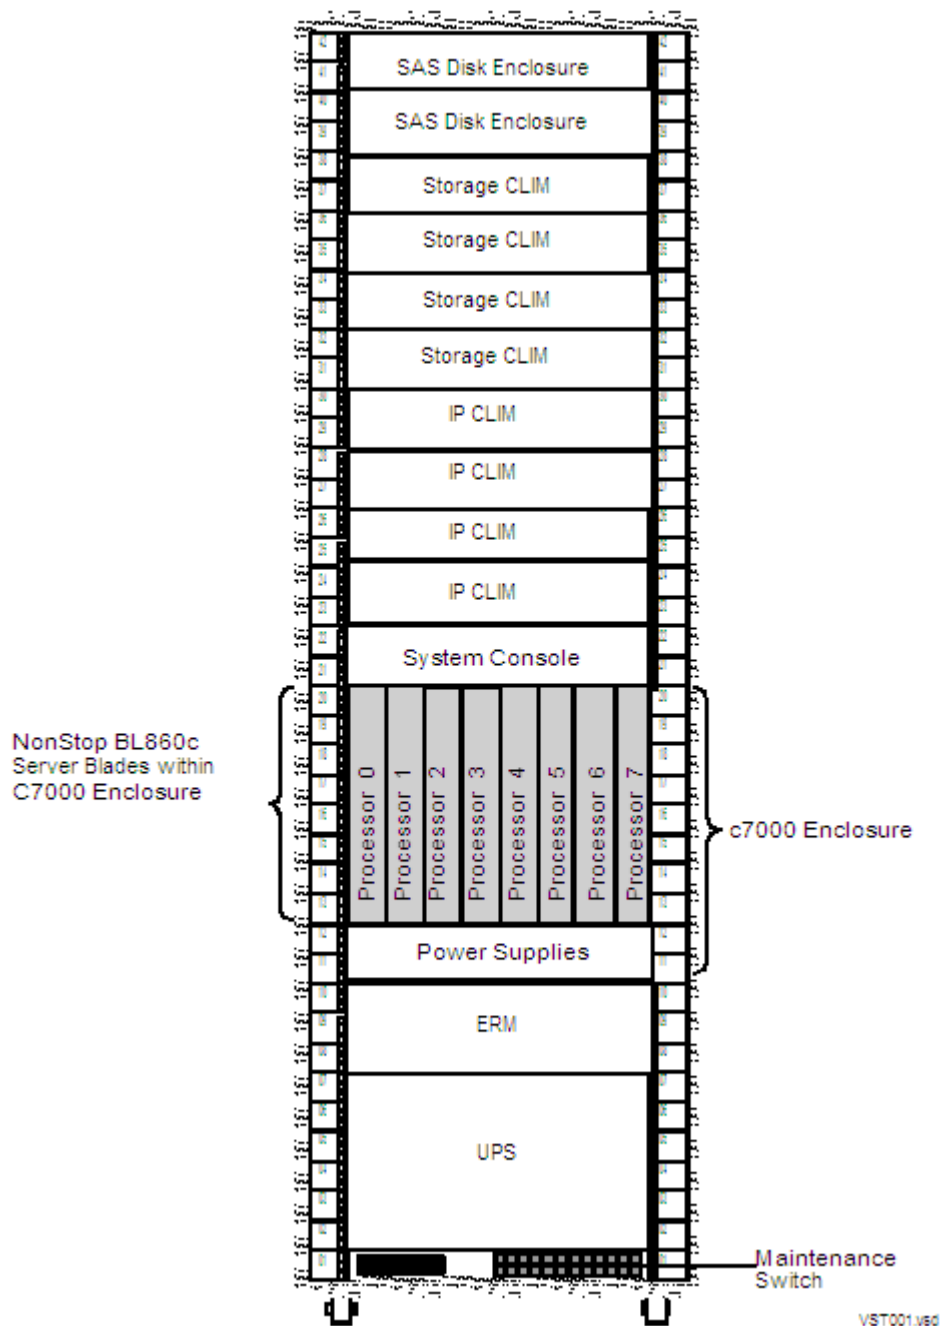 SAS Disk Enclosure
SAS Disk Enclosure
Storage CLIM
Storage CLIM
Storage CLIM
Storage CLIM
IP CLIM
IP CLIM
IP CLIM
IP CLIM
System Console
NonStop BL860c
Server Blades within
C7000 Enclosure
Processor 0
Processor 1
Processor 2
Processor 3
Processor 4
Processor 5
Processor 6
Processor 7
c7000 Enclosure
Power Supplies
ERM
UPS
Maintenance
Switch
VST001.vsd